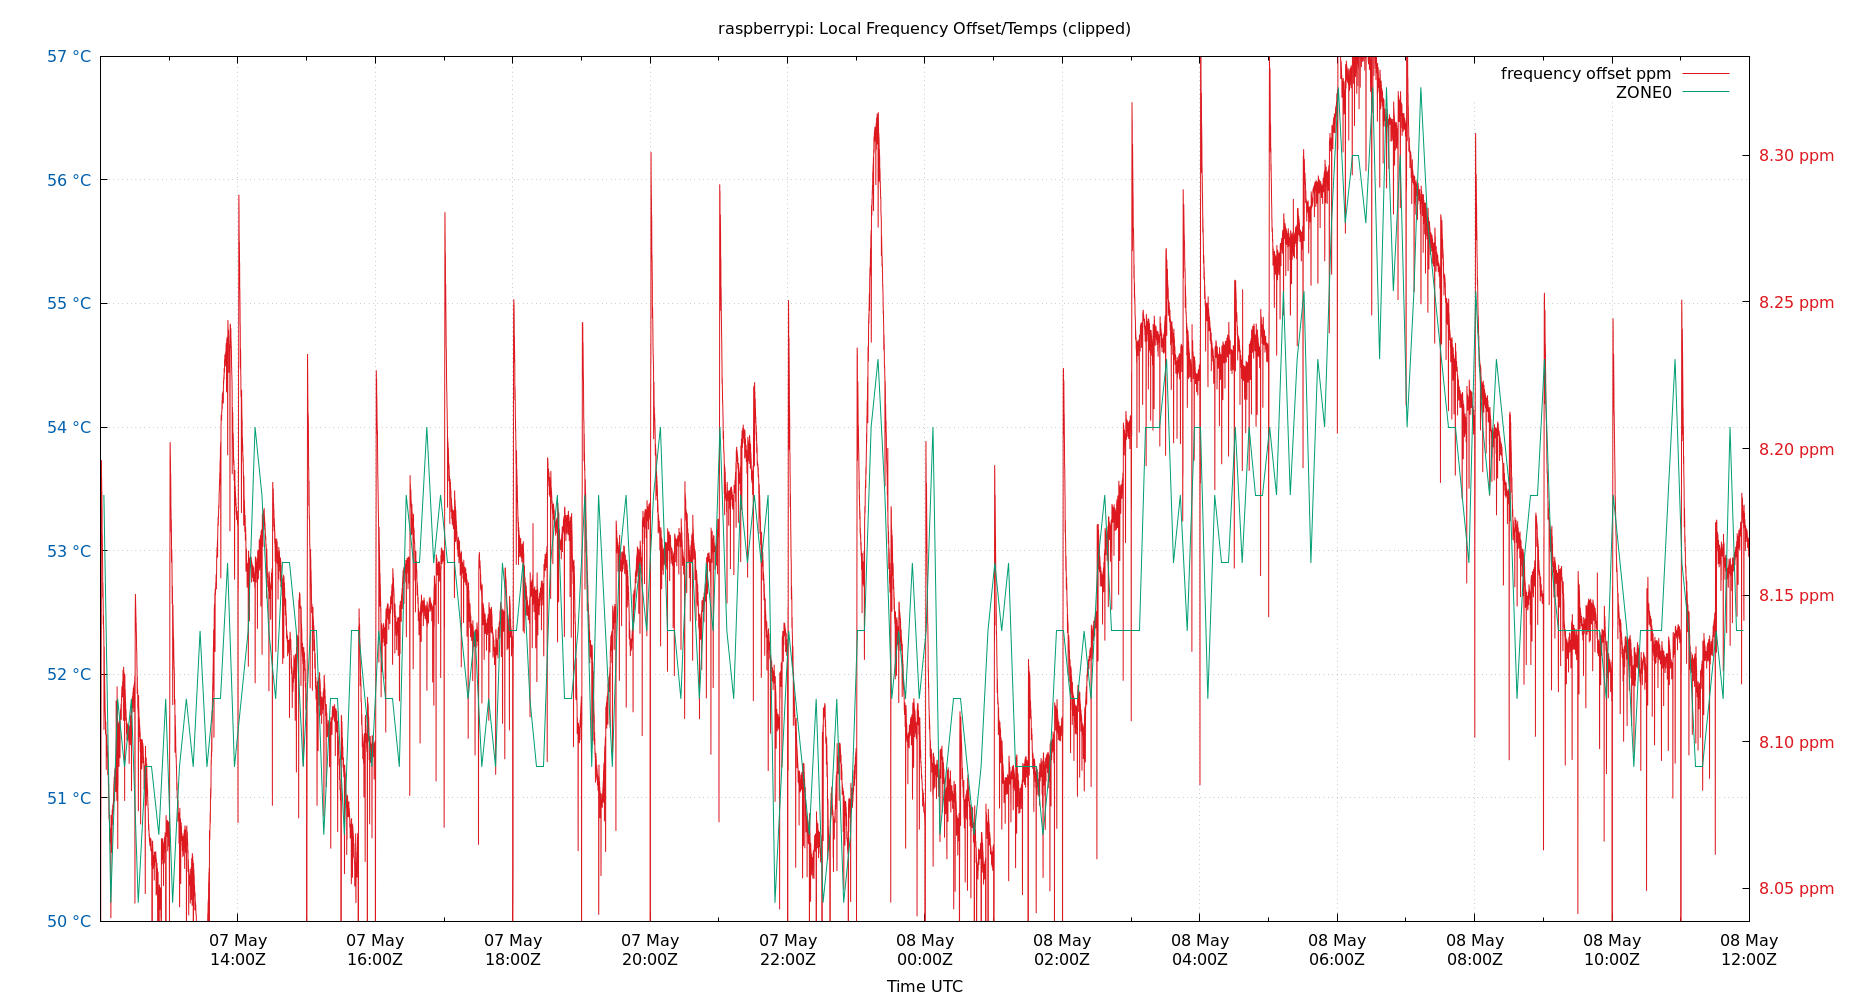 raspberrypi: Local Frequency Offset/Temps (clipped)
57 °C
56 °C
55 °C
54 °C
53 °C
52 °C
51 °C
50 °C
frequency offset ppm
ZONE0
8.30 ppm
8.25 ppm
8.20 ppm
8.15 ppm
8.10 ppm
8.05 ppm
07 May 07 May 07 May 07 May 07 May 08 May 08 May 08 May 08 May 08 May 08 May 08 May
14:00Z 16:00Z 18:00Z 20:00Z 22:00Z 00:00Z 02:00Z 04:00Z 06:00Z 08:00Z 10:00Z 12:00Z
Time UTC